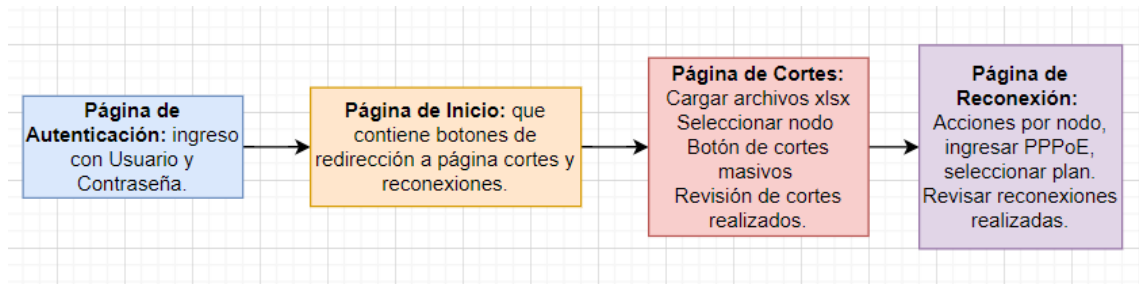 Página de
Autenticación: ingreso
con Usuario y
Contraseña.
Página de Inicio: que
contiene botones de
redirección a página cortes y
reconexiones.
Página de Cortes:
Cargar archivos xlsx
Seleccionar nodo
Botón de cortes
masivos
Revisión de cortes
realizados.
Página de
Reconexión:
Acciones por nodo,
ingresar PPPoE,
seleccionar plan.
Revisar reconexiones
realizadas.